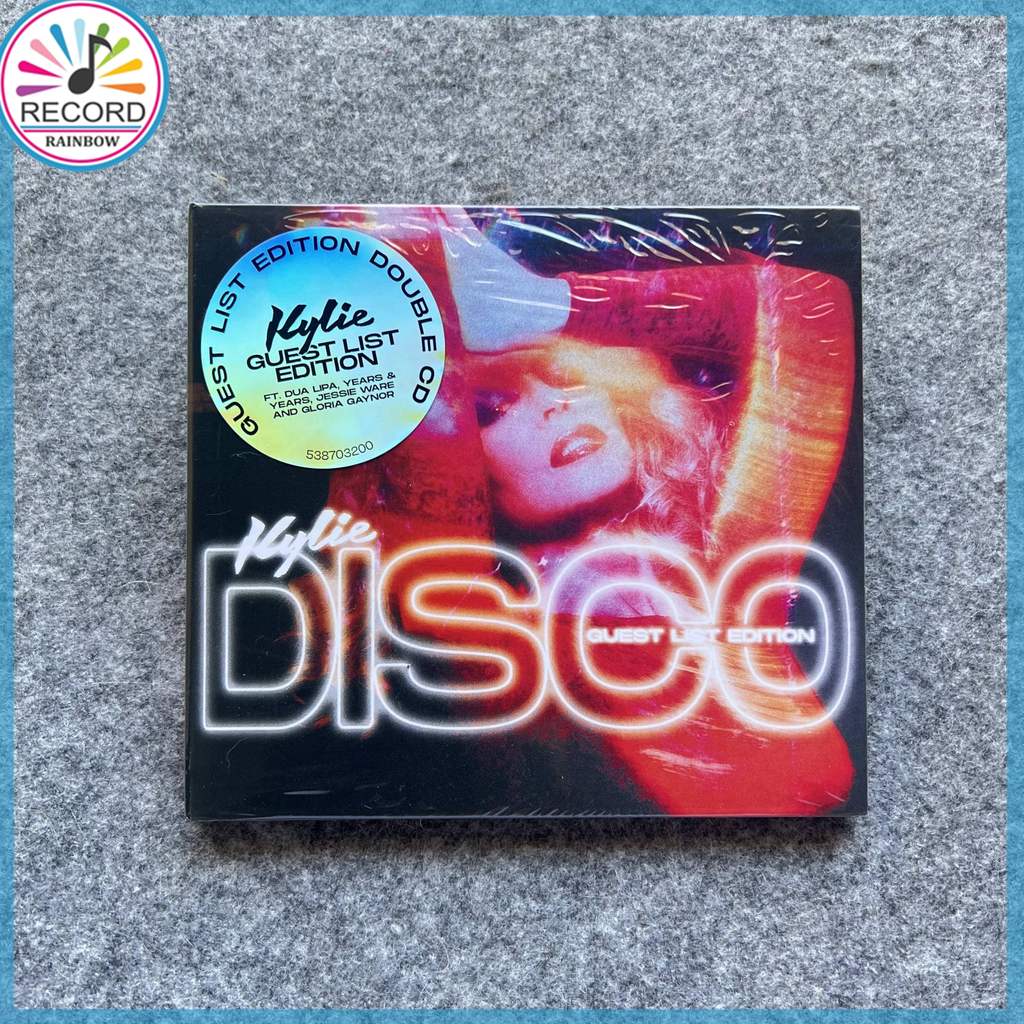 RECORD
RAINBOW
GUEST LIST EDITION DOUBLE CD
Kylie
GUEST LIST
EDITION
FT. DUA LIPA, YEARS &
YEARS, JESSIE WARE
AND GLORIA GAYNOR
538703200
Kylie
DISCO
GUEST LIST EDITION